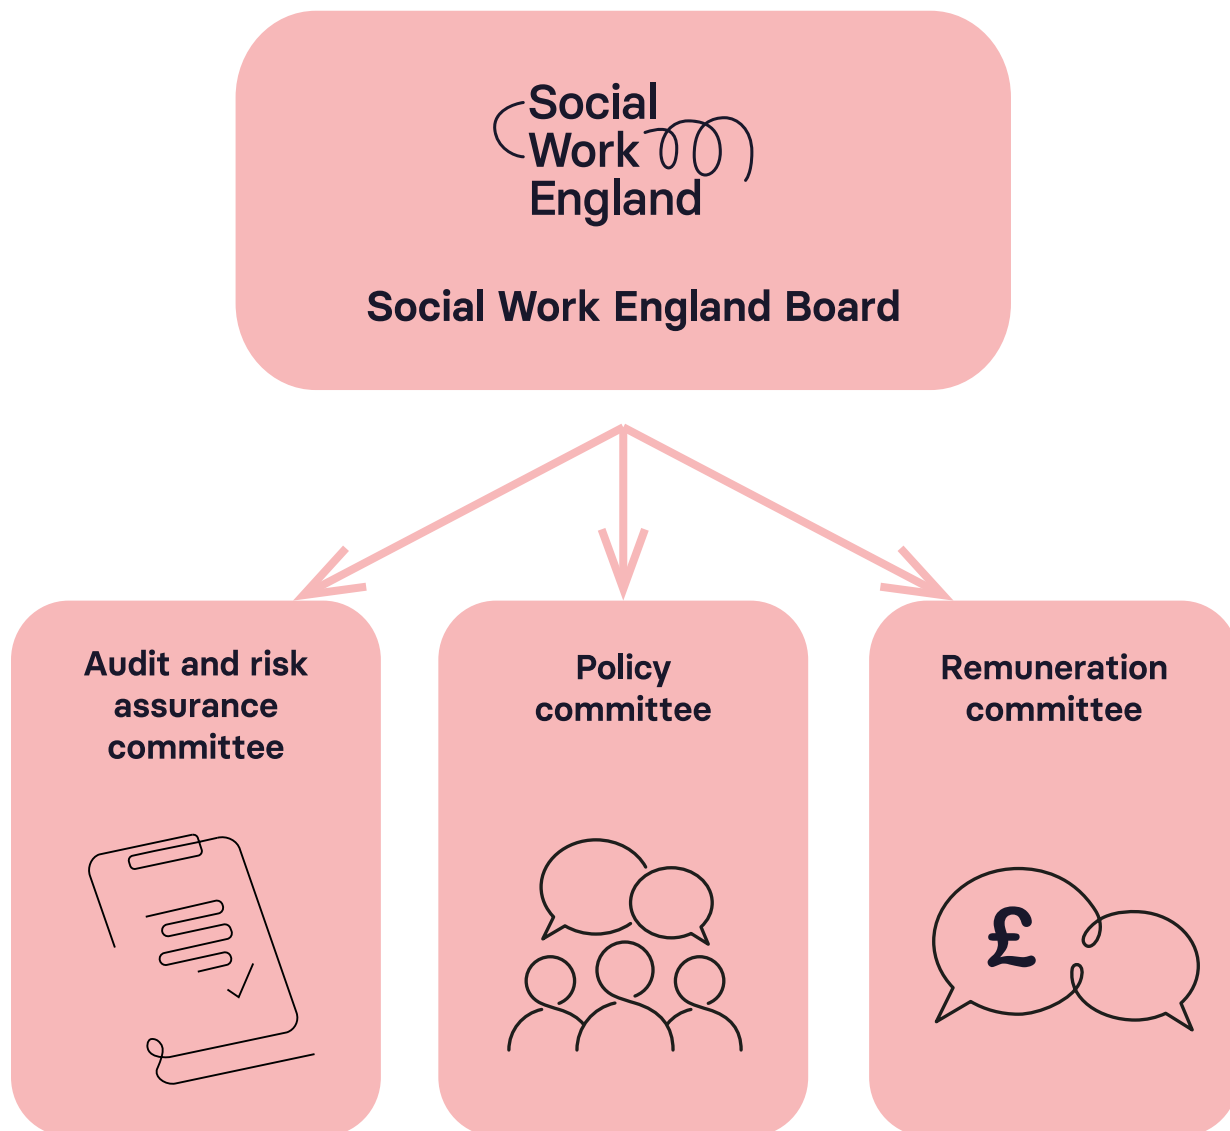 Social
Work
England
Social Work England Board
Audit and risk
assurance
committee
Policy
committee
Remuneration
committee
£